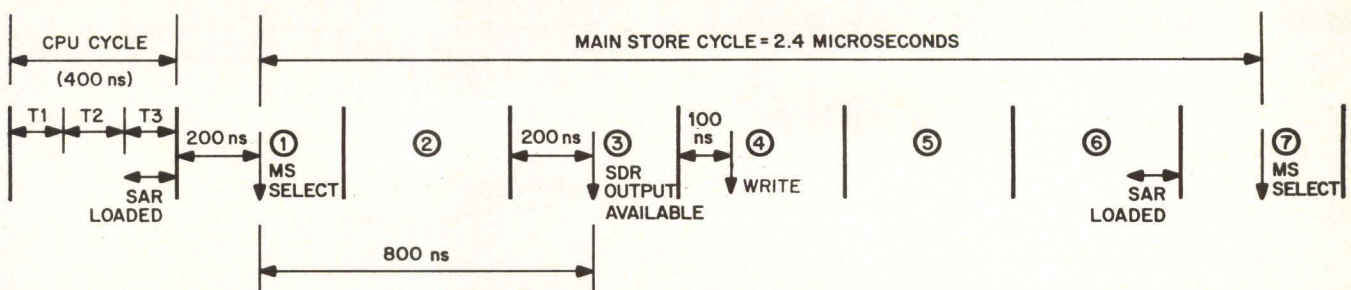 CPU CYCLE
(400 ns)
MAIN STORE CYCLE = 2.4 MICROSECONDS
T1 T2 T3
SAR
LOADED
200 ns
①
MS
SELECT
②
200 ns
③
SDR
OUTPUT
AVAILABLE
100
ns
④
WRITE
⑤
⑥
SAR
LOADED
⑦
MS
SELECT
800 ns